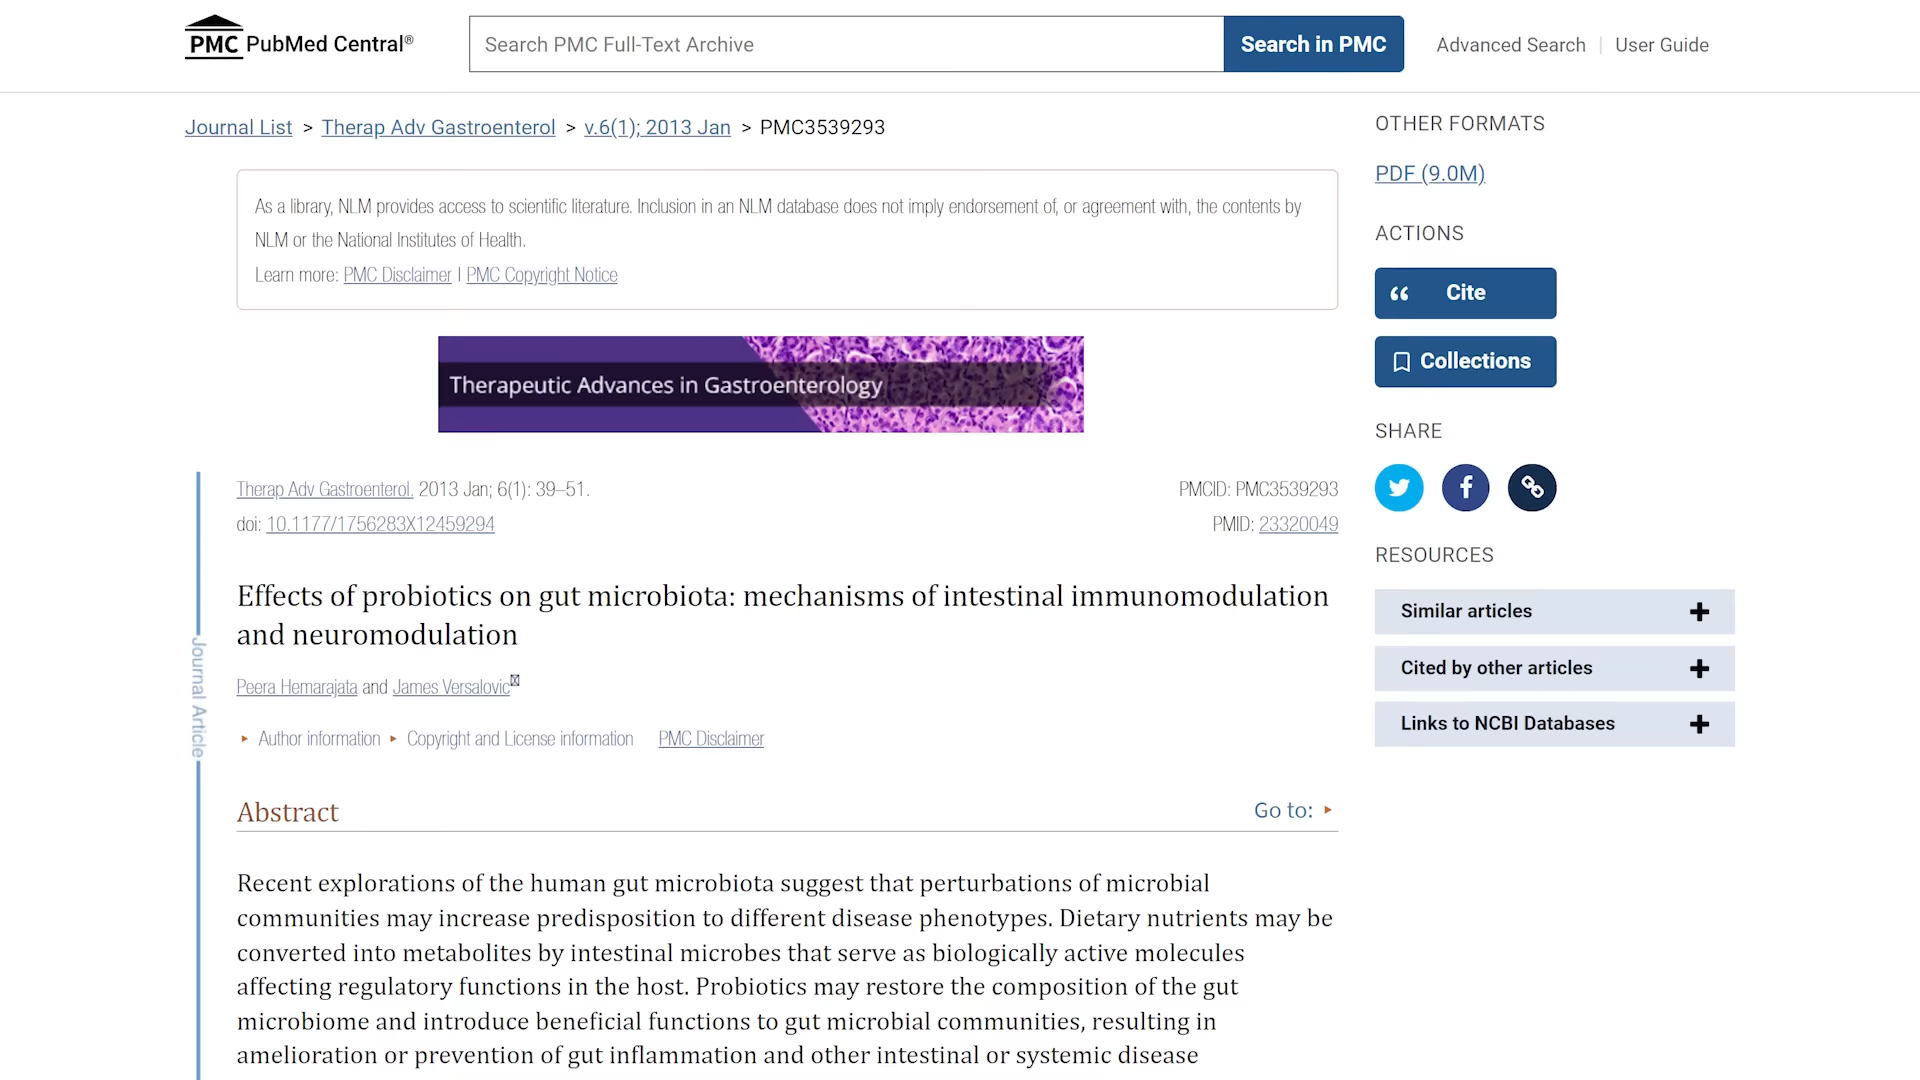 PMC PubMed Central®
Search PMC Full-Text Archive
Search in PMC
Advanced Search | User Guide
Journal List > Therap Adv Gastroenterol > v.6(1); 2013 Jan > PMC3539293
As a library, NLM provides access to scientific literature. Inclusion in an NLM database does not imply endorsement of, or agreement with, the contents by
NLM or the National Institutes of Health.
Learn more: PMC Disclaimer | PMC Copyright Notice
Therapeutic Advances in Gastroenterology
Therap Adv Gastroenterol. 2013 Jan; 6(1): 39–51.
doi: 10.1177/1756283X12459294
PMCID: PMC3539293
PMID: 23320049
Effects of probiotics on gut microbiota: mechanisms of intestinal immunomodulation
and neuromodulation
Peera Hemarajata and James Versalovic
Author information Copyright and License information PMC Disclaimer
Journal Article
Abstract
Go to:
Recent explorations of the human gut microbiota suggest that perturbations of microbial
communities may increase predisposition to different disease phenotypes. Dietary nutrients may be
converted into metabolites by intestinal microbes that serve as biologically active molecules
affecting regulatory functions in the host. Probiotics may restore the composition of the gut
microbiome and introduce beneficial functions to gut microbial communities, resulting in
amelioration or prevention of gut inflammation and other intestinal or systemic disease
OTHER FORMATS
PDF (9.0M)
ACTIONS
Cite
Collections
SHARE
RESOURCES
Similar articles
Cited by other articles
Links to NCBI Databases